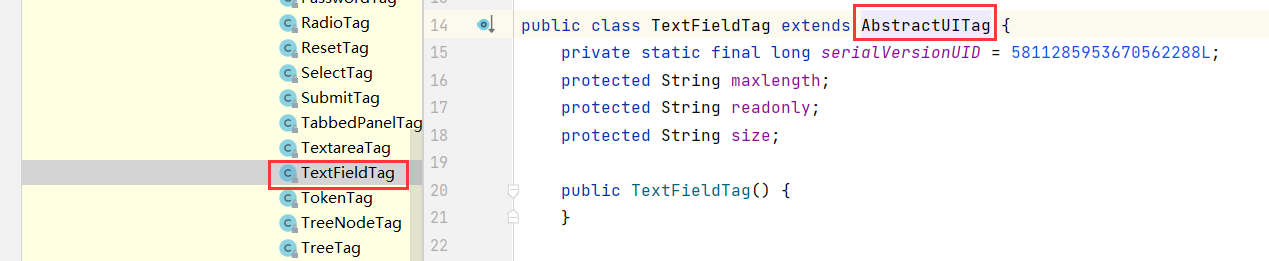 PasswordTag
RadioTag
ResetTag
SelectTag
SubmitTag
TabbedPanelTag
TextareaTag
TextFieldTag
TokenTag
TreeNodeTag
TreeTag
14 public class TextFieldTag extends AbstractUITag {
15 private static final long serialVersionUID = 5811285953670562288L;
16 protected String maxlength;
17 protected String readonly;
18 protected String size;
19
20 public TextFieldTag() {
21 }
22